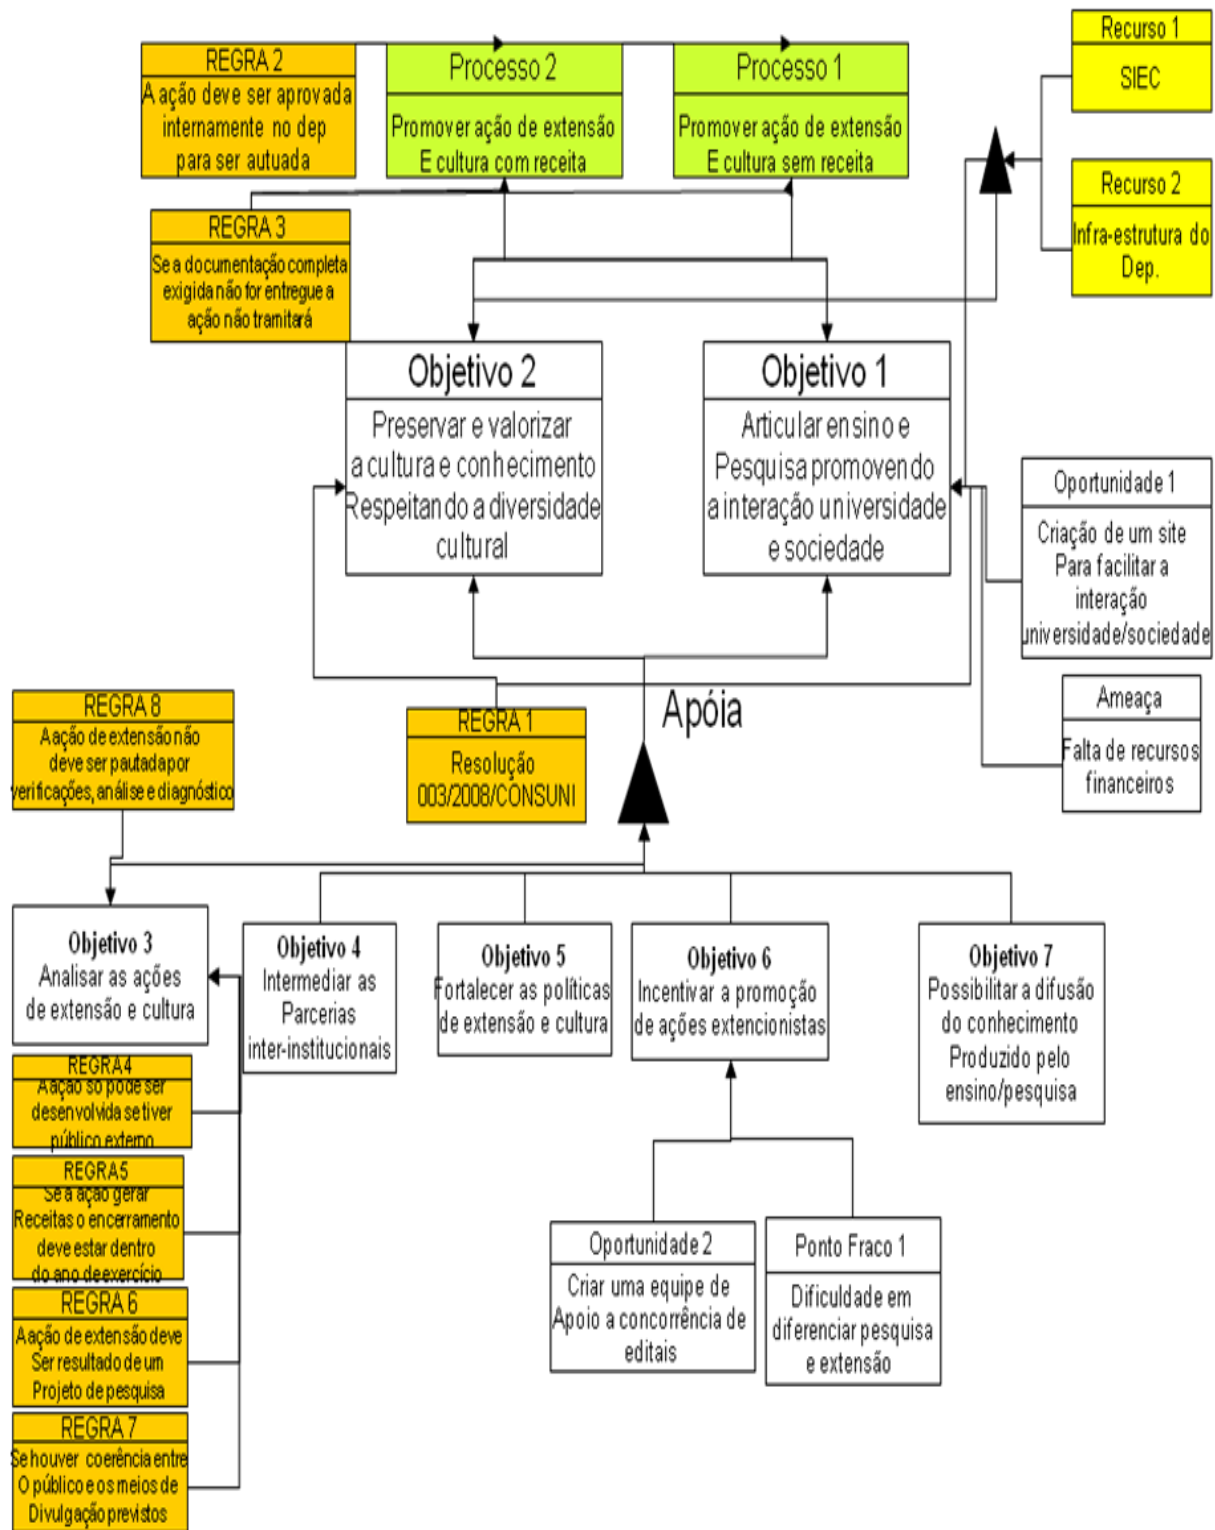 Recurso 1
SIEC
REGRA 2
A ação deve ser aprovada
internamente no dep
para ser autuada
Processo 2
Promover ação de extensão
E cultura com receita
Processo 1
Promover ação de extensão
E cultura sem receita
Recurso 2
Infra-estrutura do
Dep.
REGRA 3
Se a documentação completa
exigida não for entregue a
ação não tramitará
Objetivo 2
Preservar e valorizar
a cultura e conhecimento
Respeitando a diversidade
cultural
Objetivo 1
Articular ensino e
Pesquisa promovendo
a interação universidade
e sociedade
Oportunidade 1
Criação de um site
Para facilitar a
interação
universidade/sociedade
Ameaça
Falta de recursos
financeiros
REGRA 8
A ação de extensão não
deve ser pautada por
verificações, análise e diagnóstico
REGRA 1
Resolução
003/2008/CONSUNI
Apóia
Objetivo 3
Analisar as ações
de extensão e cultura
Objetivo 4
Intermediar as
Parcerias
inter-institucionais
Objetivo 5
Fortalecer as políticas
de extensão e cultura
Objetivo 6
Incentivar a promoção
de ações extencionistas
Objetivo 7
Possibilitar a difusão
do conhecimento
Produzido pelo
ensino/pesquisa
REGRA 4
A ação so pode ser
desenvolvida se tiver
público externo
REGRA 5
Se a ação gerar
Receitas o encerramento
deve estar dentro
do ano de exercício
REGRA 6
A ação de extensão deve
Ser resultado de um
Projeto de pesquisa
REGRA 7
Se houver coerência entre
O público e os meios de
Divulgação previstos
Oportunidade 2
Criar uma equipe de
Apoio a concorrência de
editais
Ponto Fraco 1
Dificuldade em
diferenciar pesquisa
e extensão